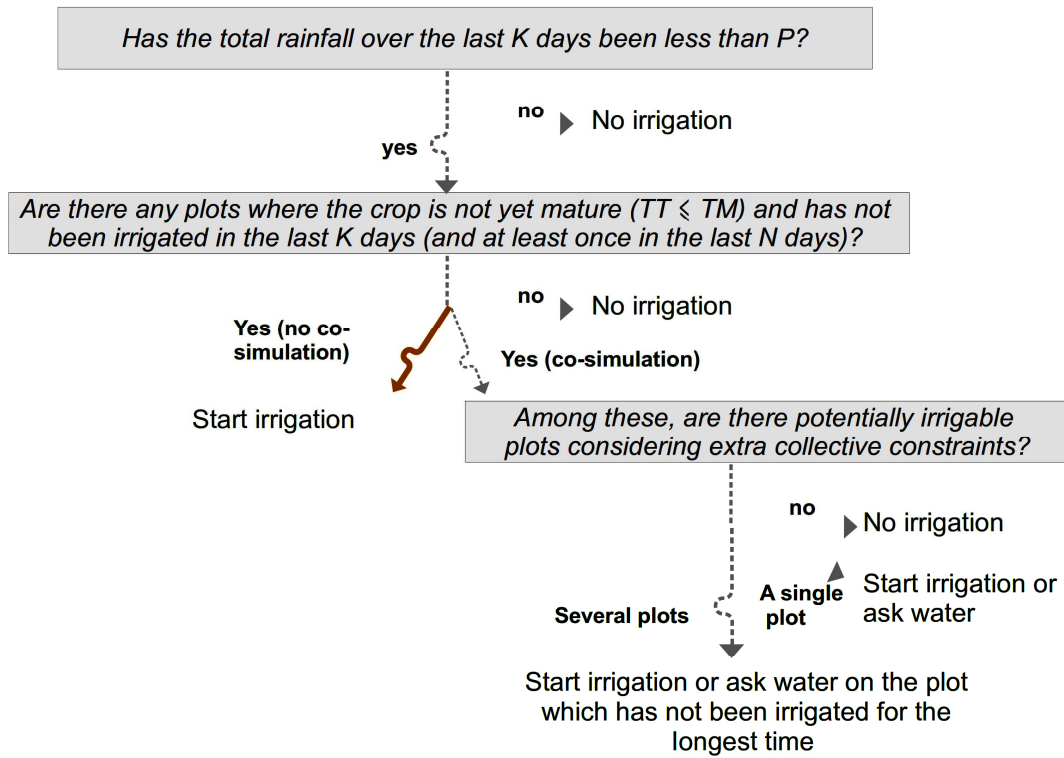 Has the total rainfall over the last K days been less than P?
no
No irrigation
yes
Are there any plots where the crop is not yet mature (TT ⩽ TM) and has not
been irrigated in the last K days (and at least once in the last N days)?
no
No irrigation
Yes (no co-
simulation)
Yes (co-simulation)
Start irrigation
Among these, are there potentially irrigable
plots considering extra collective constraints?
no
No irrigation
A single
plot
Start irrigation or
ask water
Several plots
Start irrigation or ask water on the plot
which has not been irrigated for the
longest time